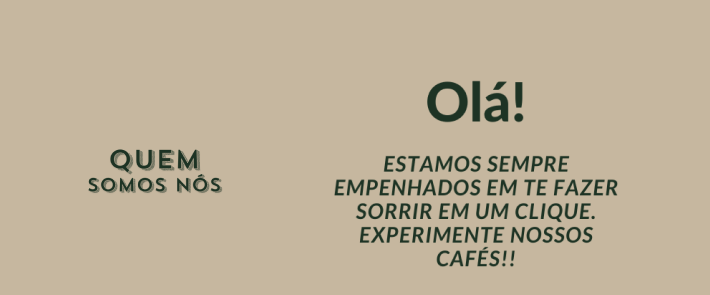 QUEM
SOMOS NÓS
Olá!
ESTAMOS SEMPRE
EMPENHADOS EM TE FAZER
SORRIR EM UM CLIQUE.
EXPERIMENTE NOSSOS
CAFÉS!!